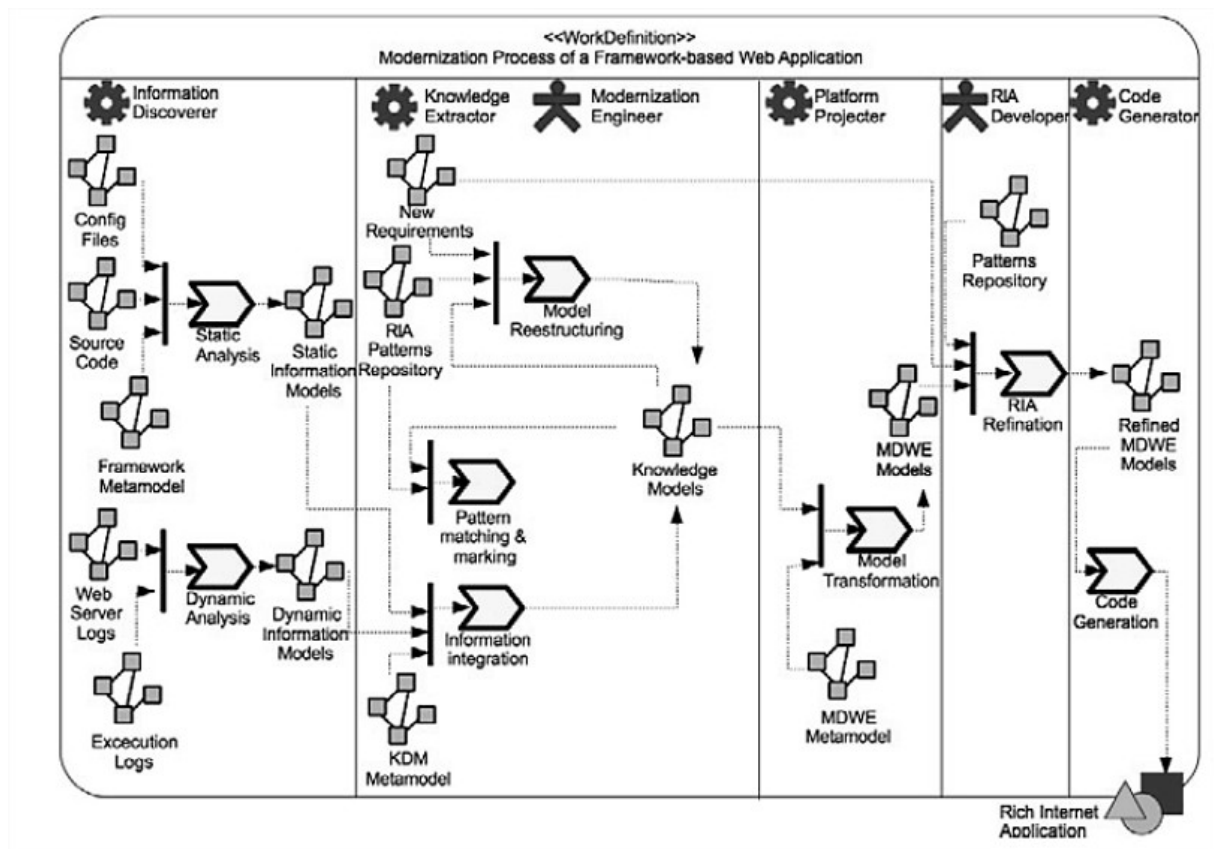 <<WorkDefinition>>
Modernization Process of a Framework-based Web Application
Information
Discoverer
Knowledge
Extractor
Modernization
Engineer
Platform
Projecter
RIA
Developer
Code
Generator
Config
Files
Source
Code
Framework
Metamodel
Static
Analysis
Static
Information
Models
Web
Server
Logs
Dynamic
Analysis
Dynamic
Information
Models
Excecution
Logs
New
Requirements
RIA
Patterns
Repository
Model
Reestructuring
Pattern
matching &
marking
Information
integration
KDM
Metamodel
Knowledge
Models
MDWE
Models
Model
Transformation
MDWE
Metamodel
Patterns
Repository
RIA
Refination
Refined
MDWE
Models
Code
Generation
Rich Internet
Application